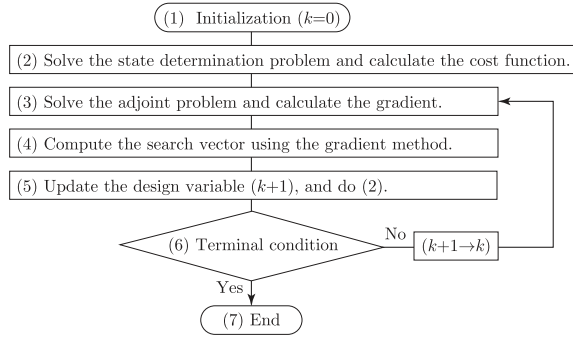 (1) Initialization (k=0)
(2) Solve the state determination problem and calculate the cost function.
(3) Solve the adjoint problem and calculate the gradient.
(4) Compute the search vector using the gradient method.
(5) Update the design variable (k+1), and do (2).
(6) Terminal condition
No
(k+1→k)
Yes
(7) End